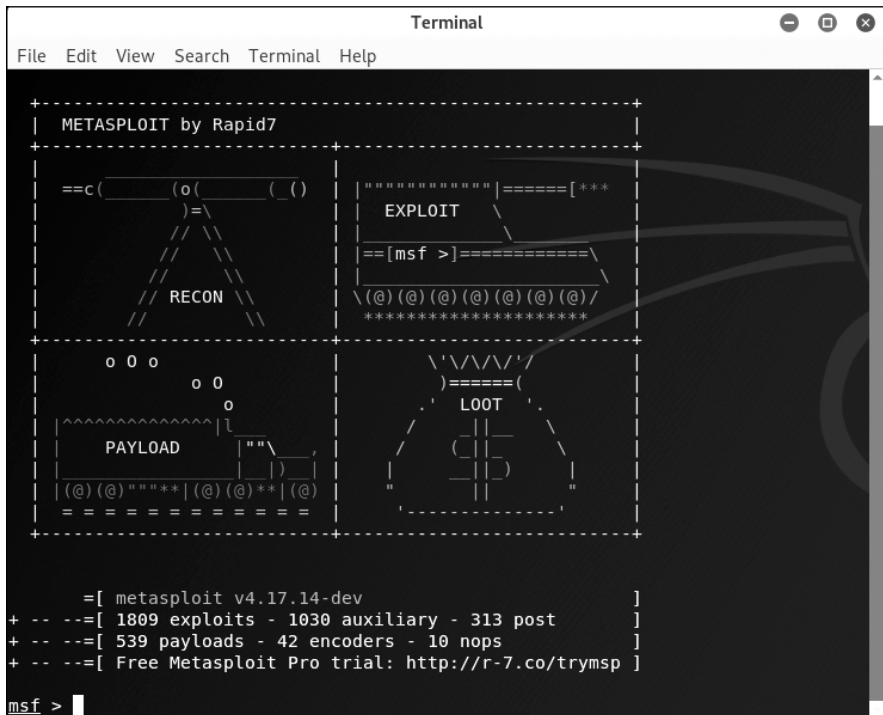 Terminal
File Edit View Search Terminal Help
METASPLOIT by Rapid7
EXPLOIT
==[msf >]============\
RECON
PAYLOAD
LOOT
=[ metasploit v4.17.14-dev ]
+ -- --=[ 1809 exploits - 1030 auxiliary - 313 post ]
+ -- --=[ 539 payloads - 42 encoders - 10 nops ]
+ -- --=[ Free Metasploit Pro trial: http://r-7.co/trymsp ]
msf >